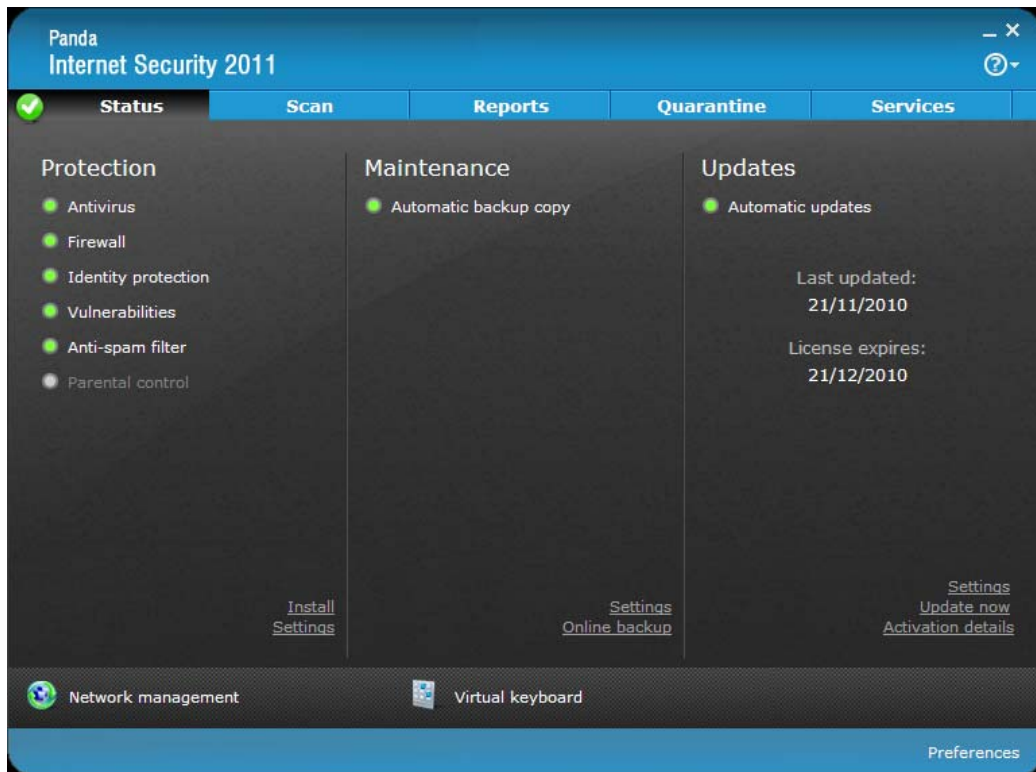 Panda
Internet Security 2011
Status
Scan
Reports
Quarantine
Services
Protection
Antivirus
Firewall
Identity protection
Vulnerabilities
Anti-spam filter
Parental control
Install
Settings
Maintenance
Automatic backup copy
Settings
Online backup
Updates
Automatic updates
Last updated:
21/11/2010
License expires:
21/12/2010
Settings
Update now
Activation details
Network management
Virtual keyboard
Preferences